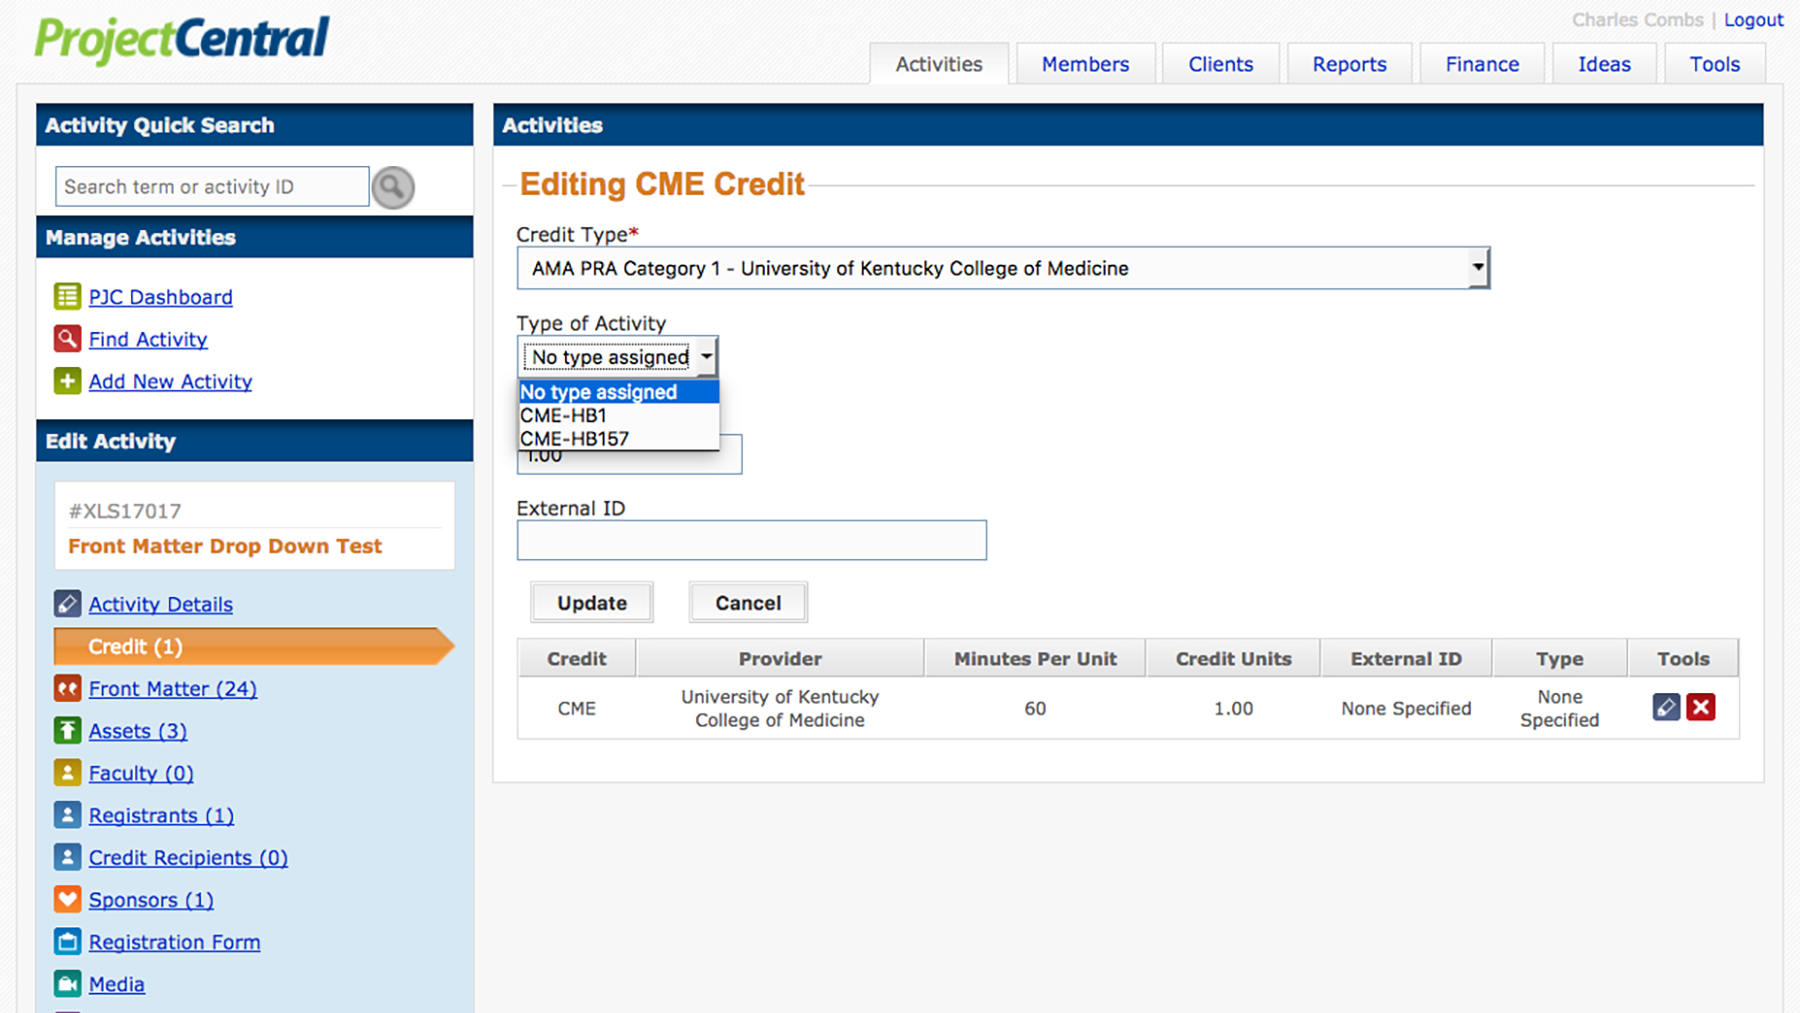 ProjectCentral
Charles Combs | Logout
Activities
Members
Clients
Reports
Finance
Ideas
Tools
Activity Quick Search
Search term or activity ID
Manage Activities
PJC Dashboard
Find Activity
Add New Activity
Edit Activity
#XLS17017
Front Matter Drop Down Test
Activity Details
Credit (1)
Front Matter (24)
Assets (3)
Faculty (0)
Registrants (1)
Credit Recipients (0)
Sponsors (1)
Registration Form
Media
Activities
Editing CME Credit
Credit Type*
AMA PRA Category 1 - University of Kentucky College of Medicine
Type of Activity
No type assigned
No type assigned
CME-HB1
CME-HB157
1.00
External ID
Update
Cancel
Credit
Provider
Minutes Per Unit
Credit Units
External ID
Type
Tools
CME
University of Kentucky
College of Medicine
60
1.00
None Specified
None
Specified